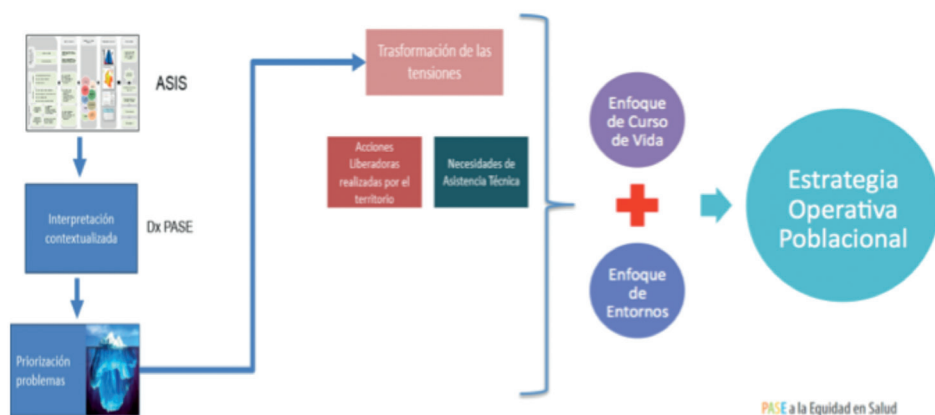 ASIS
Interpretación
contextualizada
Dx PASE
Priorización
problemas
Trasformación de las
tensiones
Acciones
Liberadoras
realizadas por el
territorio
Necesidades de
Asistencia Técnica
Enfoque
de Curso
de Vida
Enfoque
de
Entornos
Estrategia
Operativa
Poblacional
PASE a la Equidad en Salud